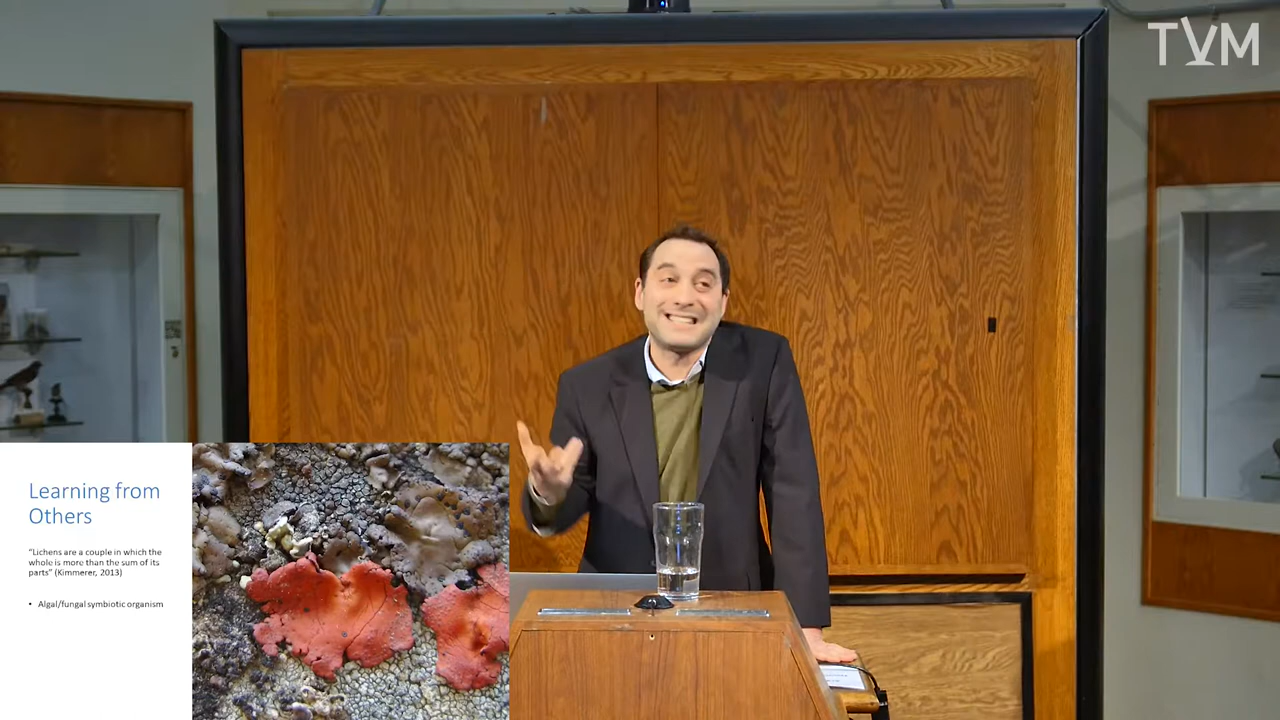 TVM
Learning from
Others
“Lichens are a couple in which the
whole is more than the sum of its
parts” (Kimmerer, 2013)
• Algal/fungal symbiotic organism